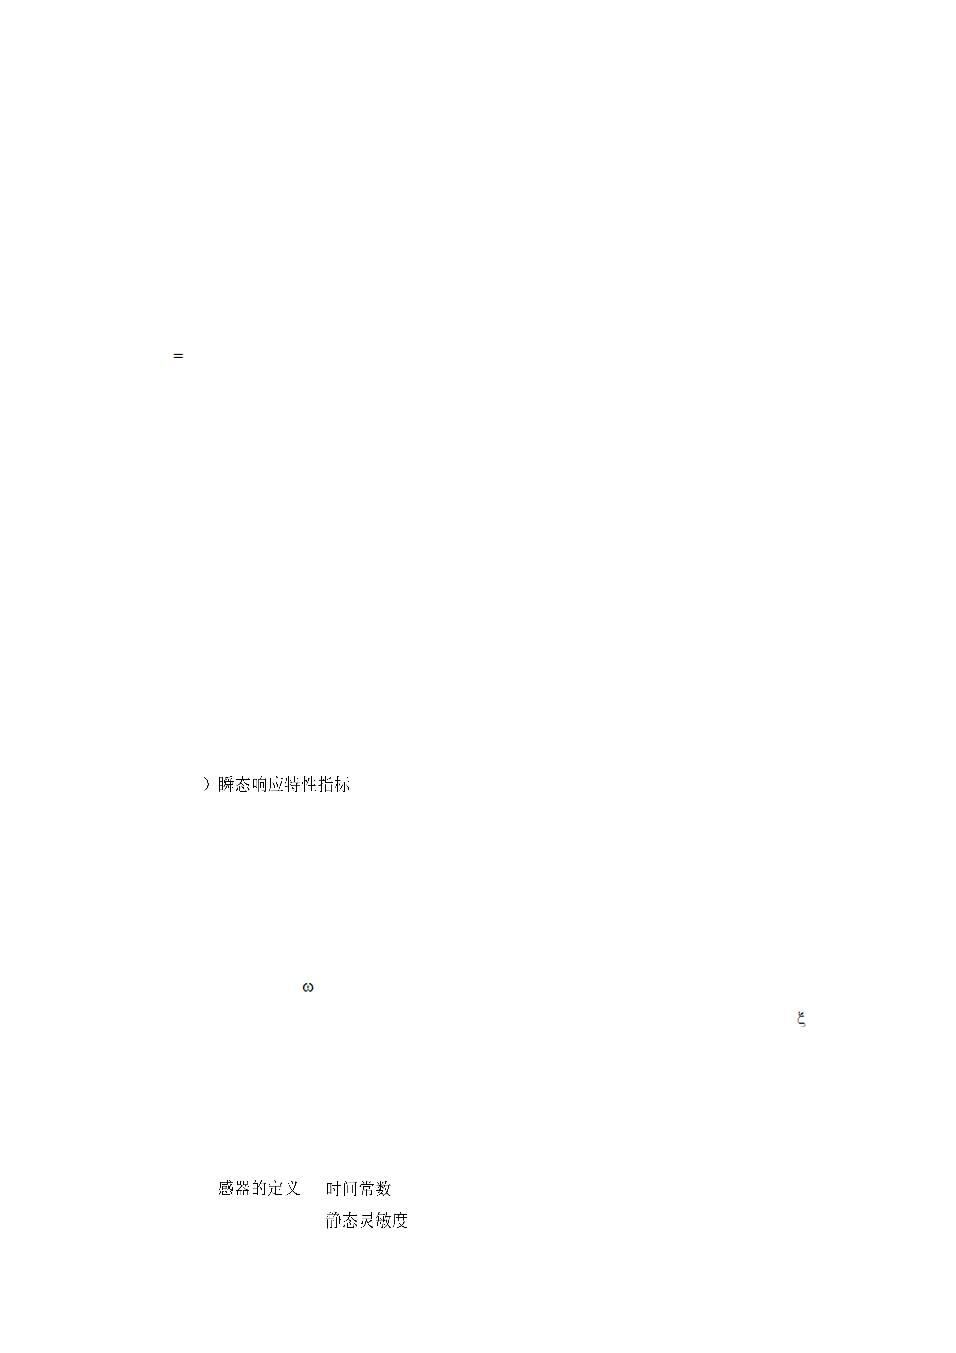 =
）瞬态响应特性指标
ω
ξ
感器的定义 时间常数
静态灵敏度